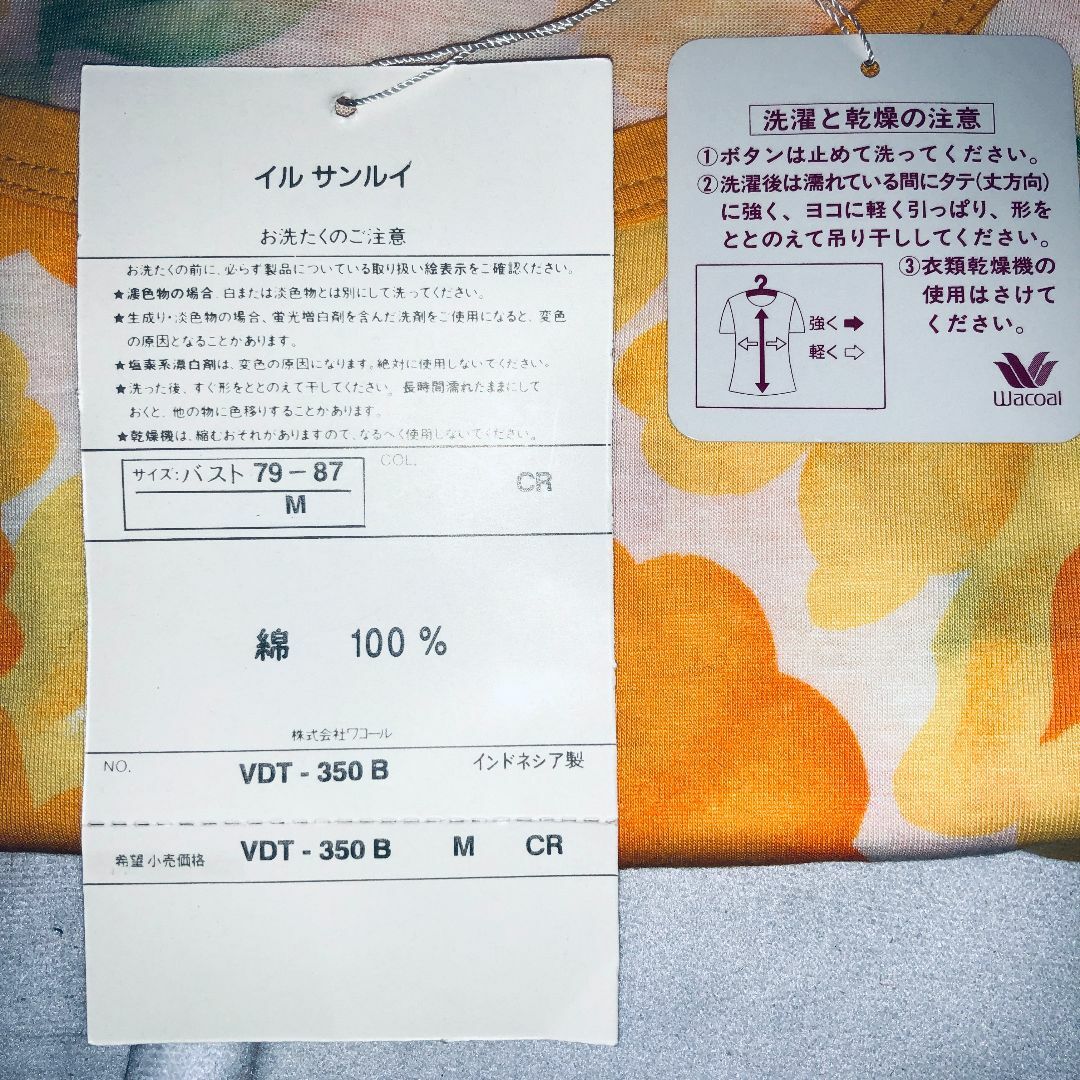 イル サンルイ
お洗たくのご注意
お洗たくの前に、必らず製品についている取り扱い絵表示をご確認ください。
★濃色物の場合、白または淡色物とは別にして洗ってください。
★生成り・淡色物の場合、蛍光増白剤を含んだ洗剤をご使用になると、変色
の原因となることがあります。
★塩素系漂白剤は、変色の原因になります。絶対に使用しないでください。
★洗った後、すぐ形をととのえて干してください。長時間濡れたままにして
おくと、他の物に色移りすることがあります。
★乾燥機は、縮むおそれがありますので、なるべく使用しないでください。
サイズ:バスト 79-87
M
COL.
CR
綿 100%
株式会社ワコール
NO.
VDT-350B
インドネシア製
希望小売価格 VDT-350B M CR
洗濯と乾燥の注意
①ボタンは止めて洗ってください。
②洗濯後は濡れている間にタテ(丈方向)
に強く、ヨコに軽く引っぱり、形を
ととのえて吊り干ししてください。
③衣類乾燥機の
使用はさけて
ください。
強く➡
軽く⇨
Wacoal